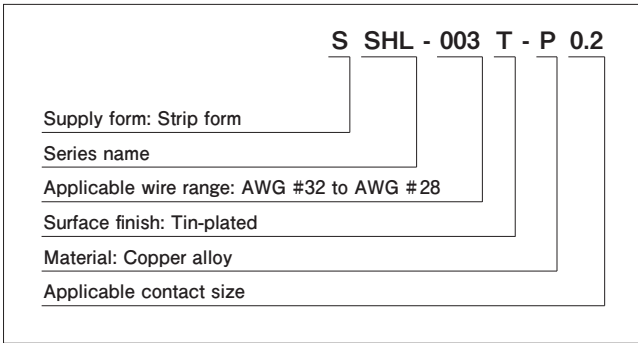 S SHL - 003 T - P 0.2
Supply form: Strip form
Series name
Applicable wire range: AWG #32 to AWG #28
Surface finish: Tin-plated
Material: Copper alloy
Applicable contact size